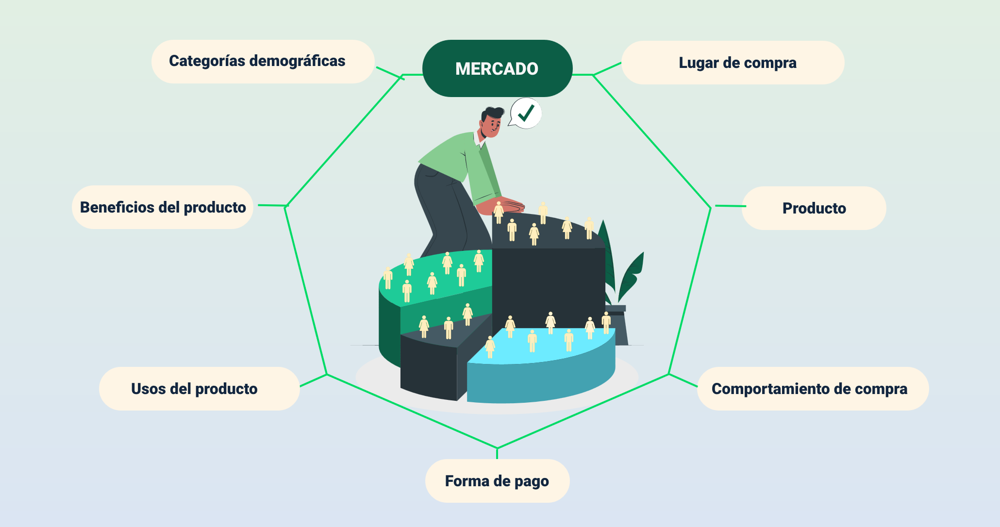 Categorías demográficas
MERCADO
Lugar de compra
Beneficios del producto
Producto
Usos del producto
Comportamiento de compra
Forma de pago